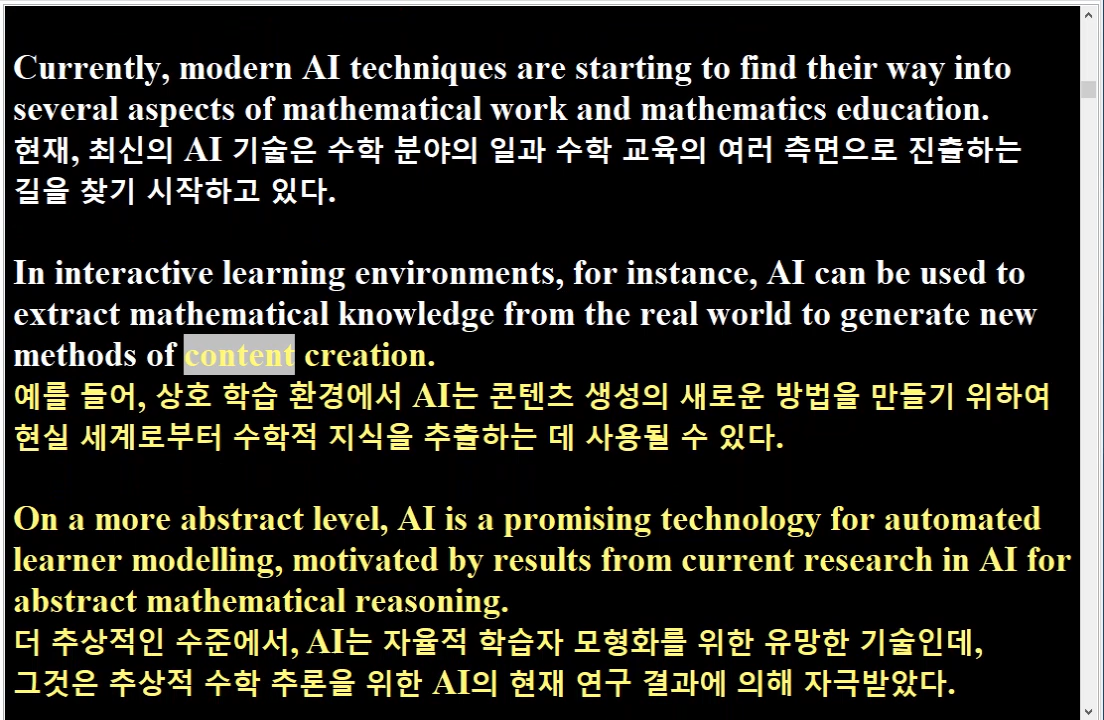 Currently, modern AI techniques are starting to find their way into
several aspects of mathematical work and mathematics education.
현재, 최신의 AI 기술은 수학 분야의 일과 수학 교육의 여러 측면으로 진출하는
길을 찾기 시작하고 있다.
In interactive learning environments, for instance, AI can be used to
extract mathematical knowledge from the real world to generate new
methods of content creation.
예를 들어, 상호 학습 환경에서 AI는 콘텐츠 생성의 새로운 방법을 만들기 위하여
현실 세계로부터 수학적 지식을 추출하는 데 사용될 수 있다.
On a more abstract level, AI is a promising technology for automated
learner modelling, motivated by results from current research in AI for
abstract mathematical reasoning.
더 추상적인 수준에서, AI는 자율적 학습자 모형화를 위한 유망한 기술인데,
그것은 추상적 수학 추론을 위한 AI의 현재 연구 결과에 의해 자극받았다.